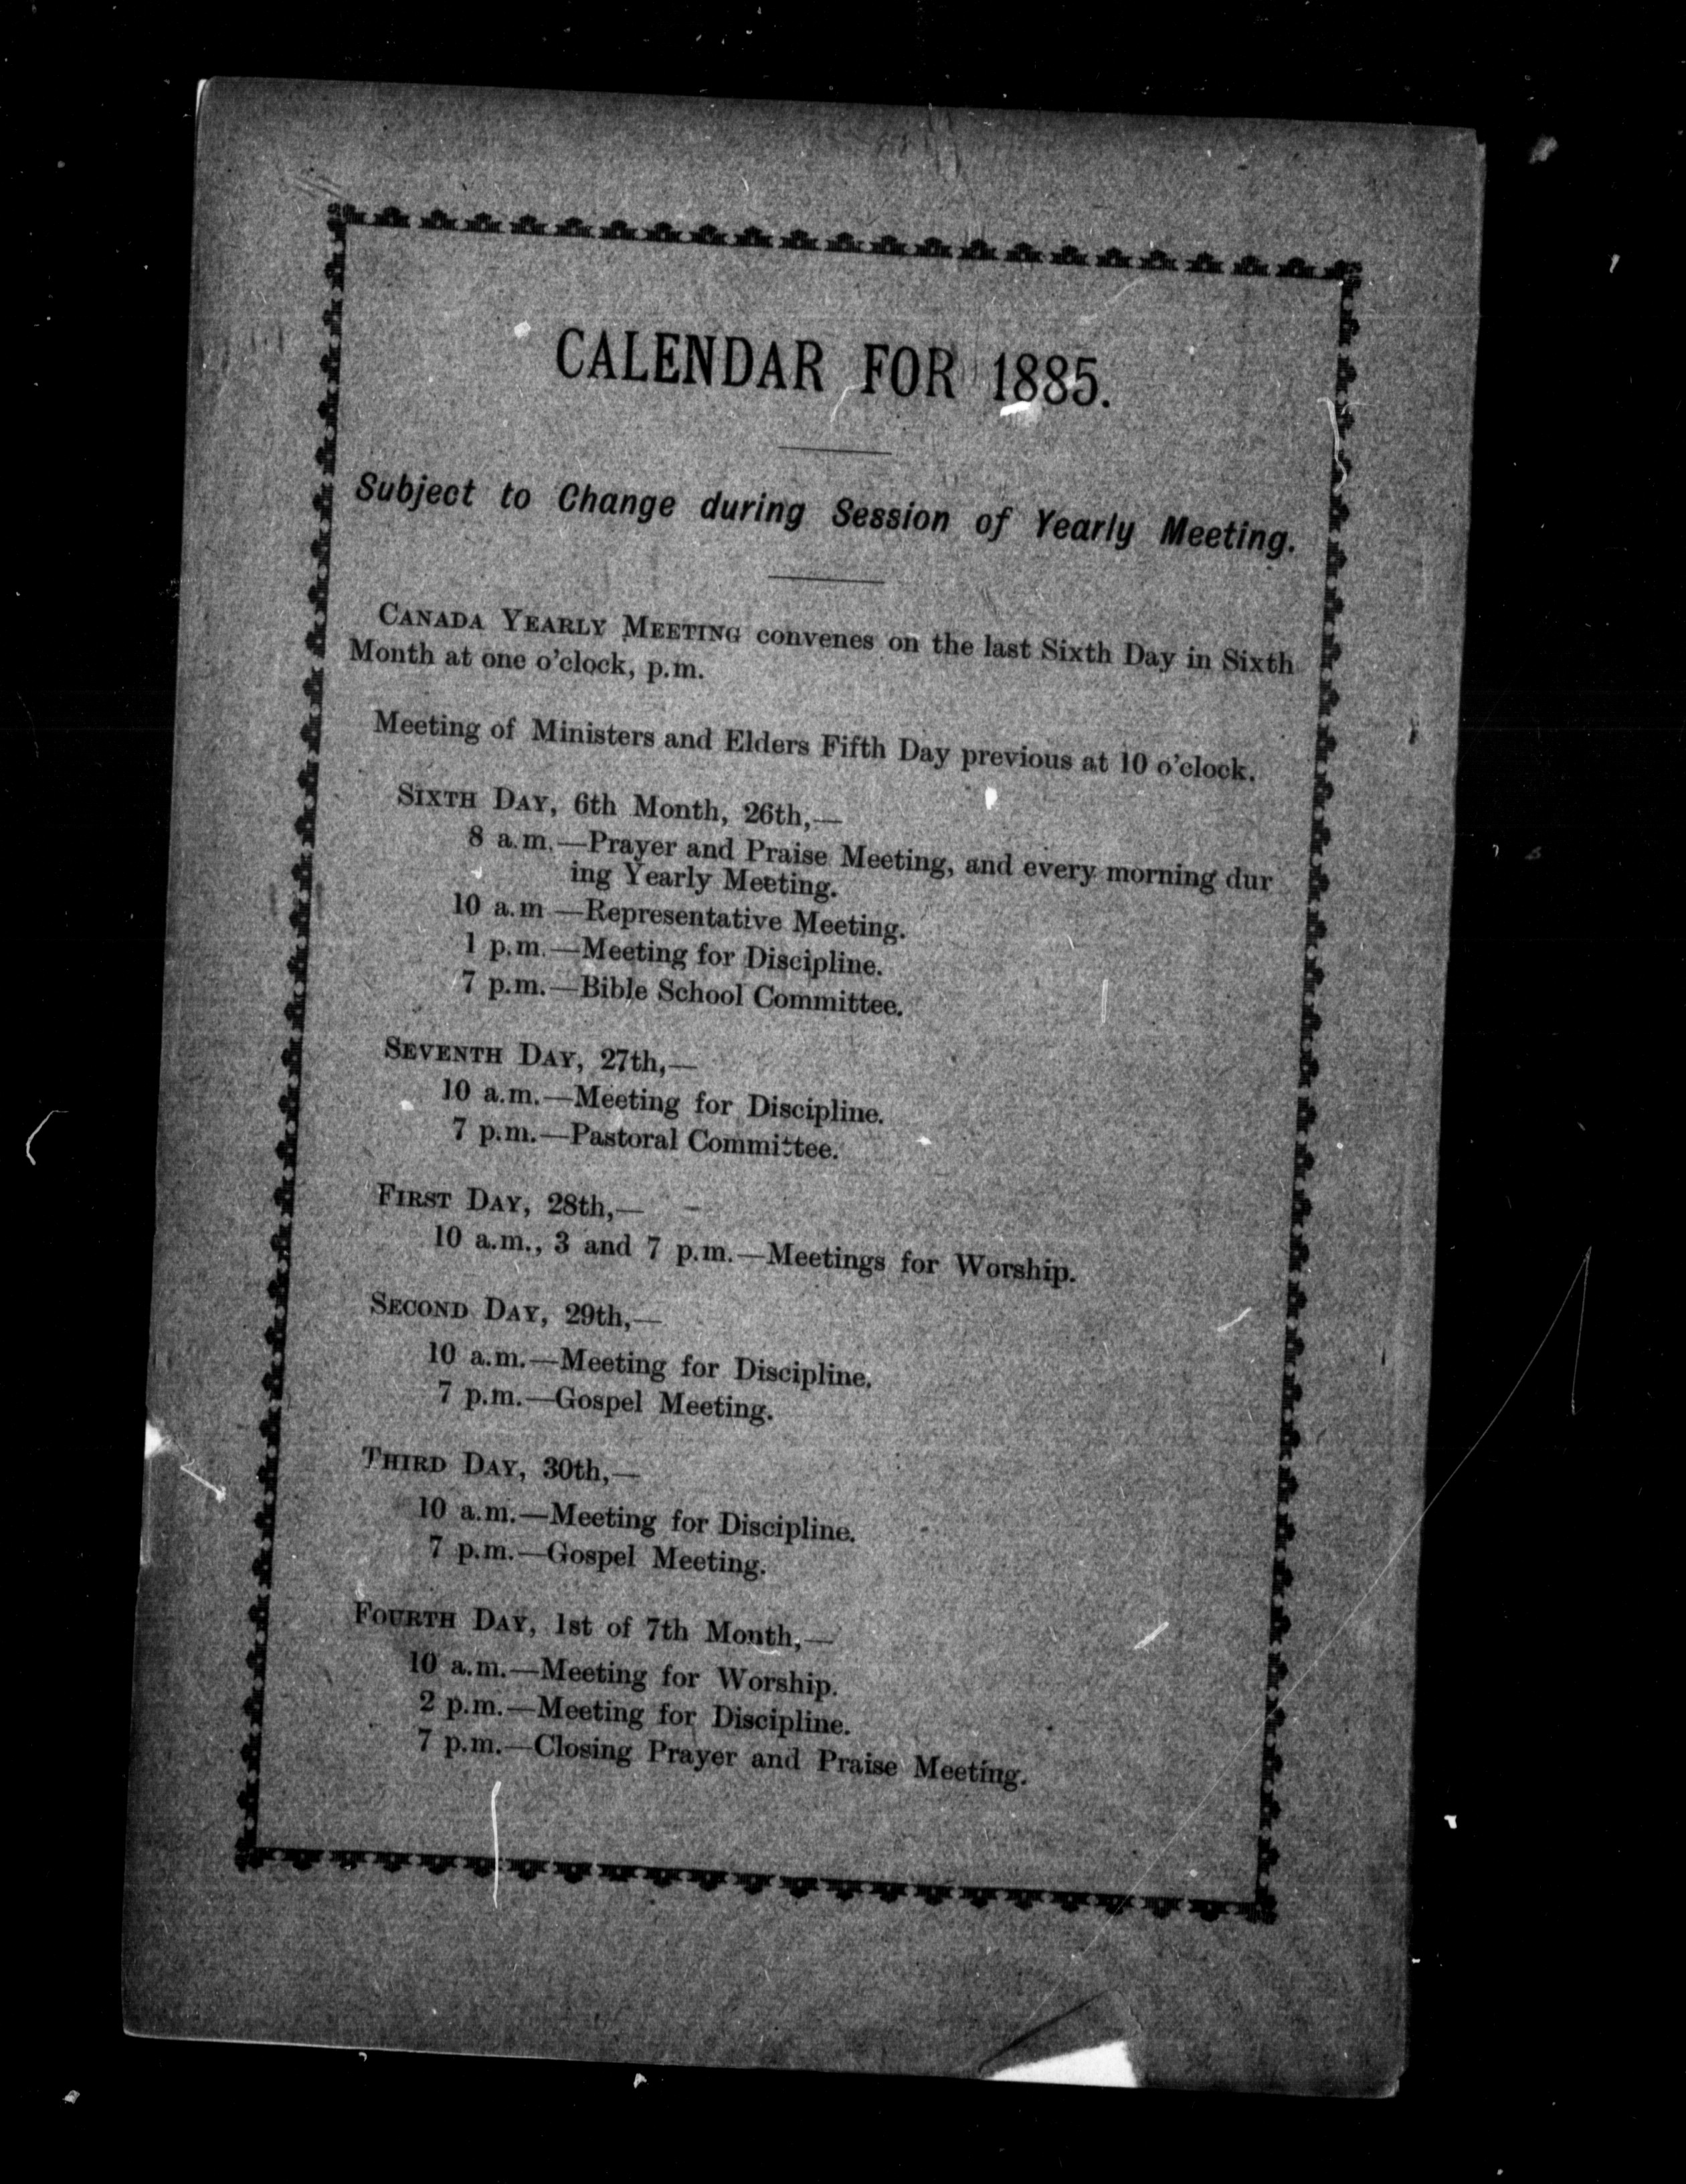 CALENDAR FOR 1885.
Subject to Change during Session of Yearly Meeting.
CANADA YEARLY MEETING convenes on the last Sixth Day in Sixth
Month at one o'clock, p.m.
Meeting of Ministers and Elders Fifth Day previous at 10 o'clock.
SIXTH DAY, 6th Month, 26th,—
8 a.m.—Prayer and Praise Meeting, and every morning dur
ing Yearly Meeting.
10 a.m —Representative Meeting.
1 p.m.—Meeting for Discipline.
7 p.m.—Bible School Committee.
SEVENTH DAY, 27th,—
10 a.m.—Meeting for Discipline.
7 p.m.—Pastoral Committee.
FIRST DAY, 28th,—
10 a.m., 3 and 7 p.m.—Meetings for Worship.
SECOND DAY, 29th,—
10 a.m.—Meeting for Discipline.
7 p.m.—Gospel Meeting.
THIRD DAY, 30th,—
10 a.m.—Meeting for Discipline.
7 p.m.—Gospel Meeting.
FOURTH DAY, 1st of 7th Month,—
10 a.m.—Meeting for Worship.
2 p.m.—Meeting for Discipline.
7 p.m.—Closing Prayer and Praise Meeting.